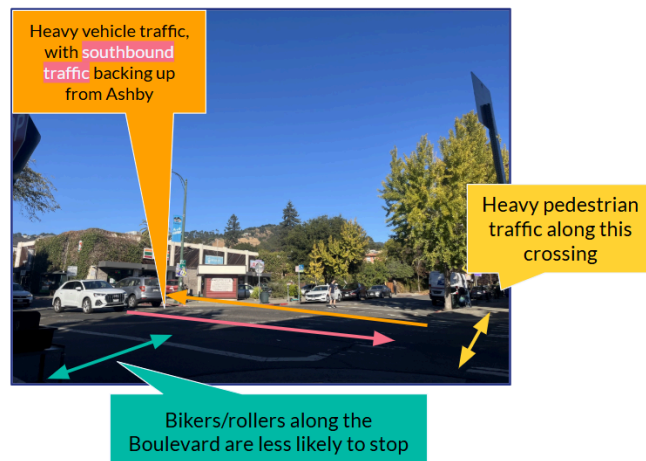 Heavy vehicle traffic,
with southbound
traffic backing up
from Ashby
Heavy pedestrian
traffic along this
crossing
Bikers/rollers along the
Boulevard are less likely to stop